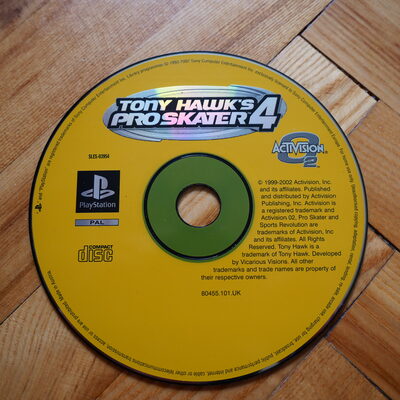 TONY HAWK'S
PRO SKATER 4
ACTIVISION
O2
SLES-03954
PlayStation
PAL
COMPACT
disc
© 1999-2002 Activision, Inc.
and its affiliates. Published
and distributed by Activision
Publishing, Inc. Activision is
a registered trademark and
Activision O2, Pro Skater and
Sports Revolution are
trademarks of Activision, Inc
and its affiliates. All Rights
Reserved. Tony Hawk is a
trademark of Tony Hawk. Developed
by Vicarious Visions. All other
trademarks and trade names are property of
their respective owners.
80455.101.UK